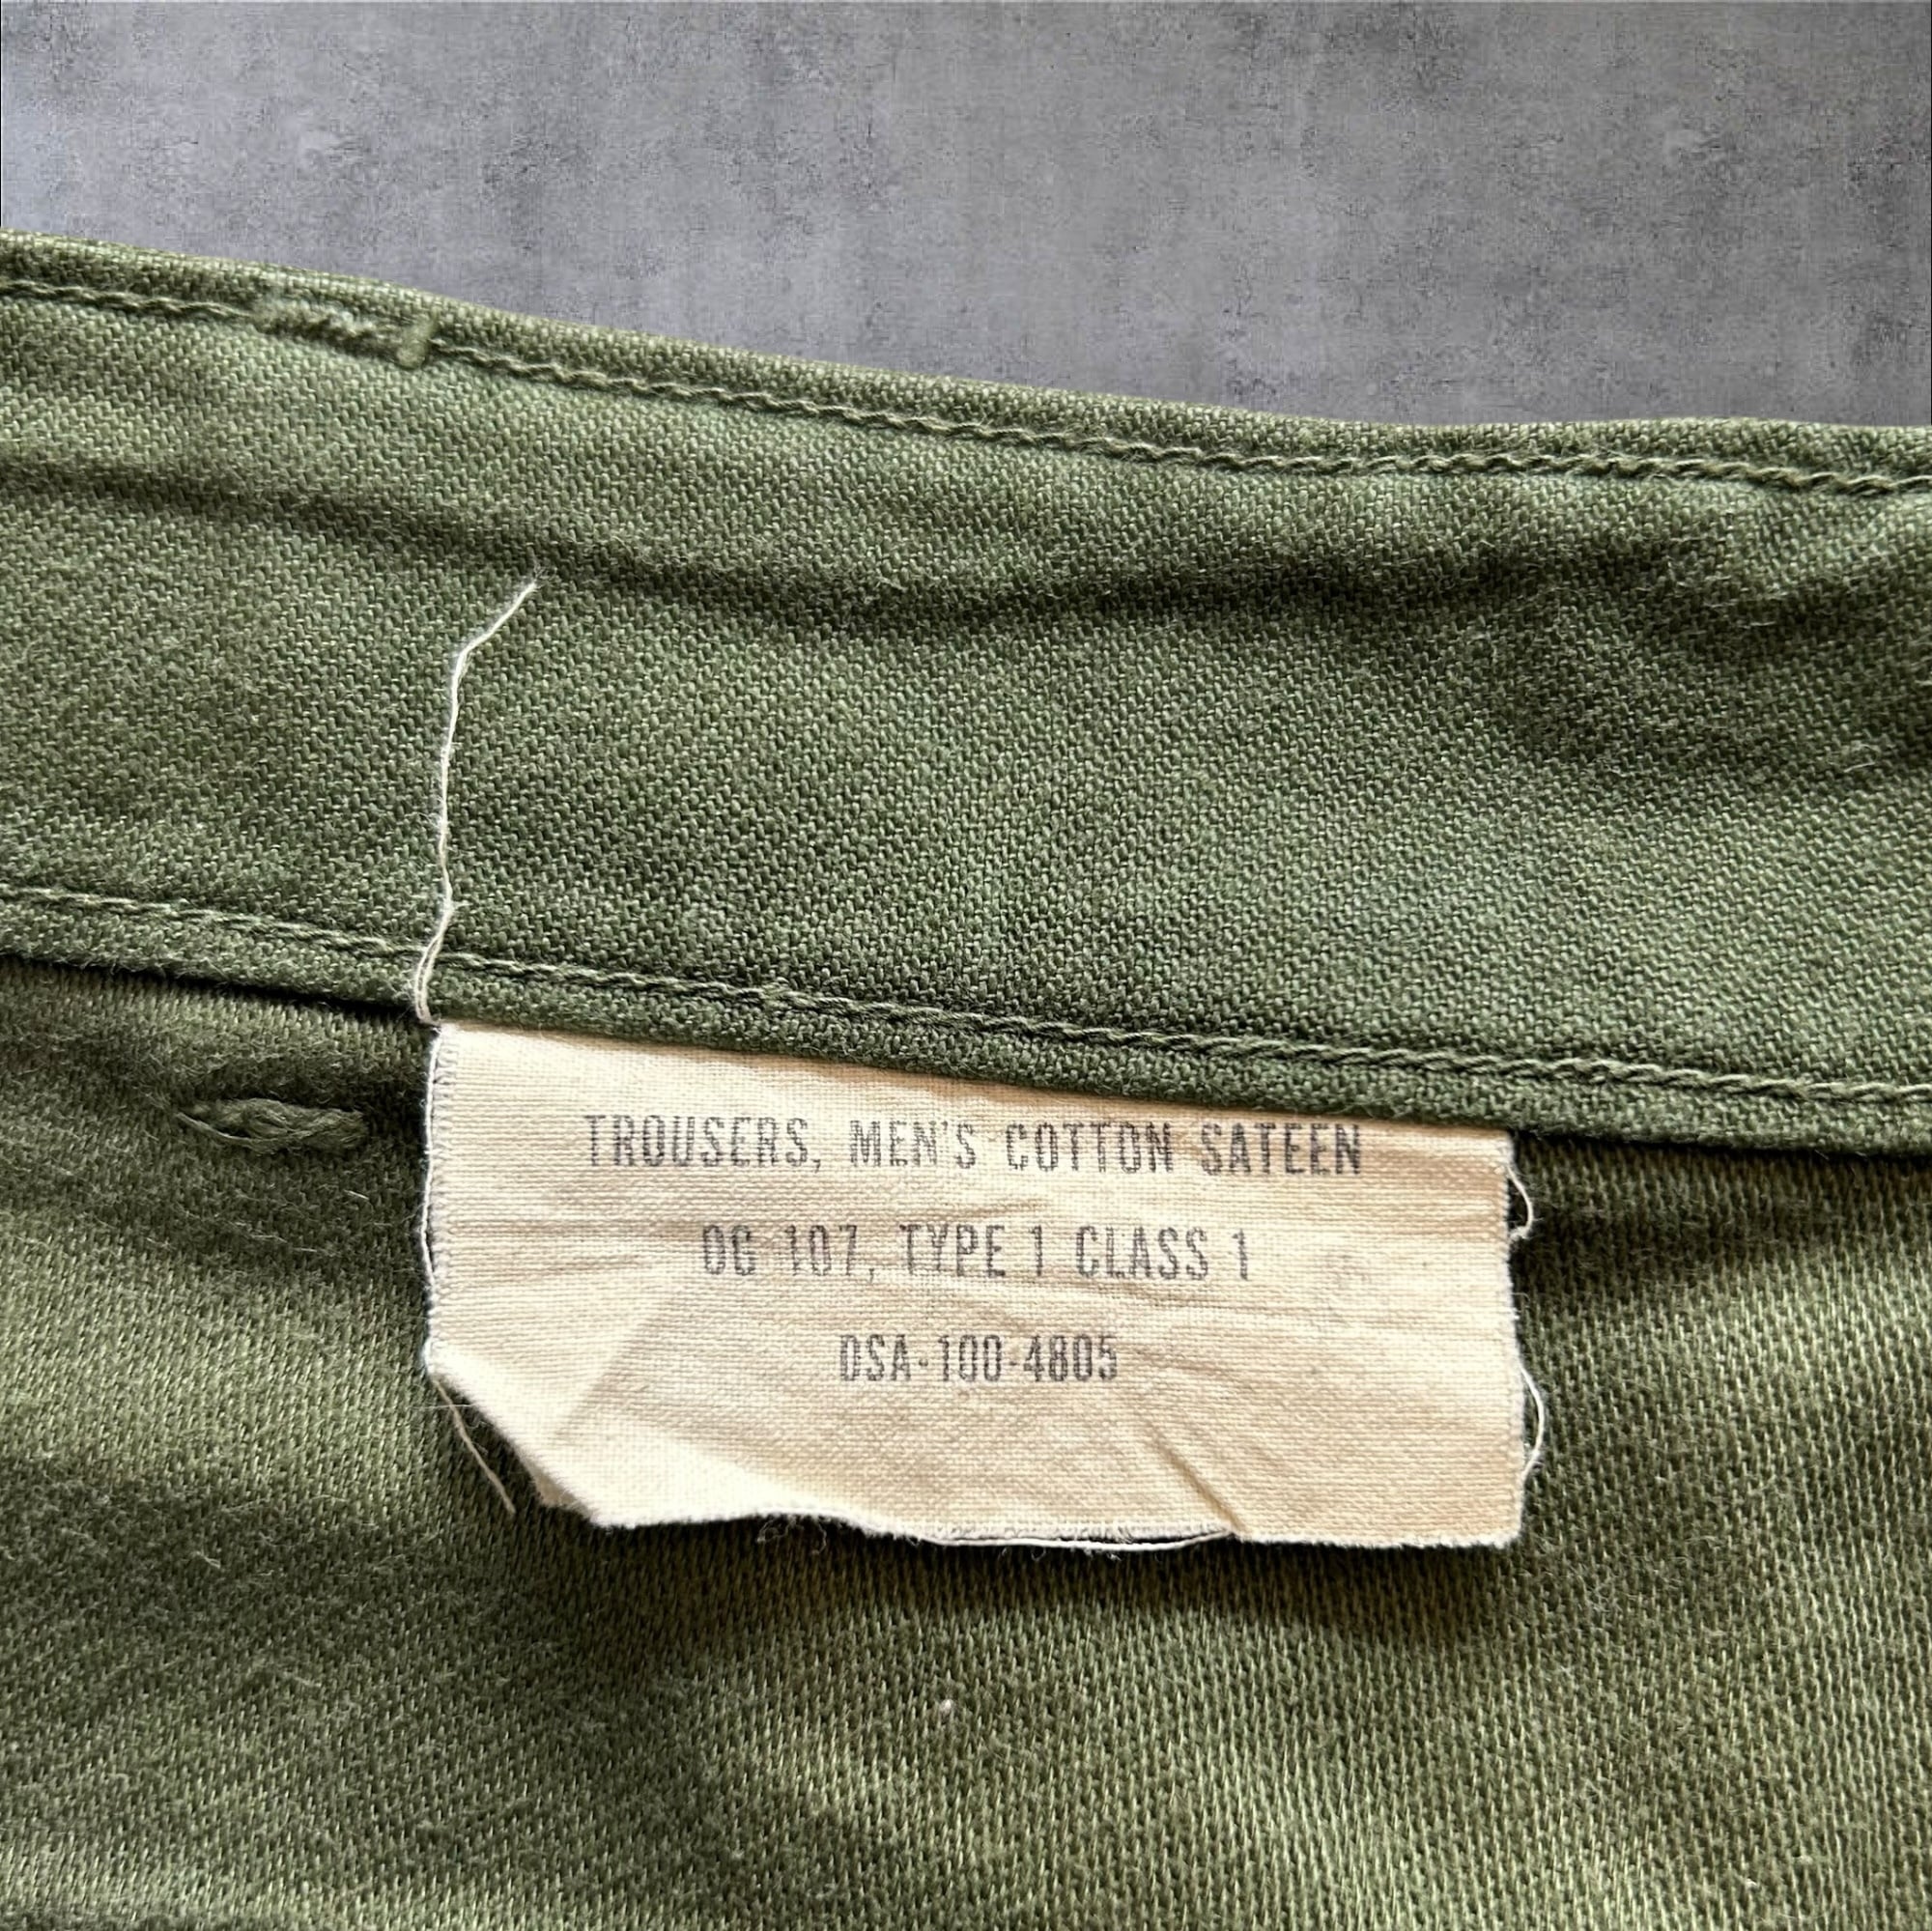 TROUSERS, MEN'S COTTON SATEEN
OG 107, TYPE 1 CLASS 1
DSA-100-4805